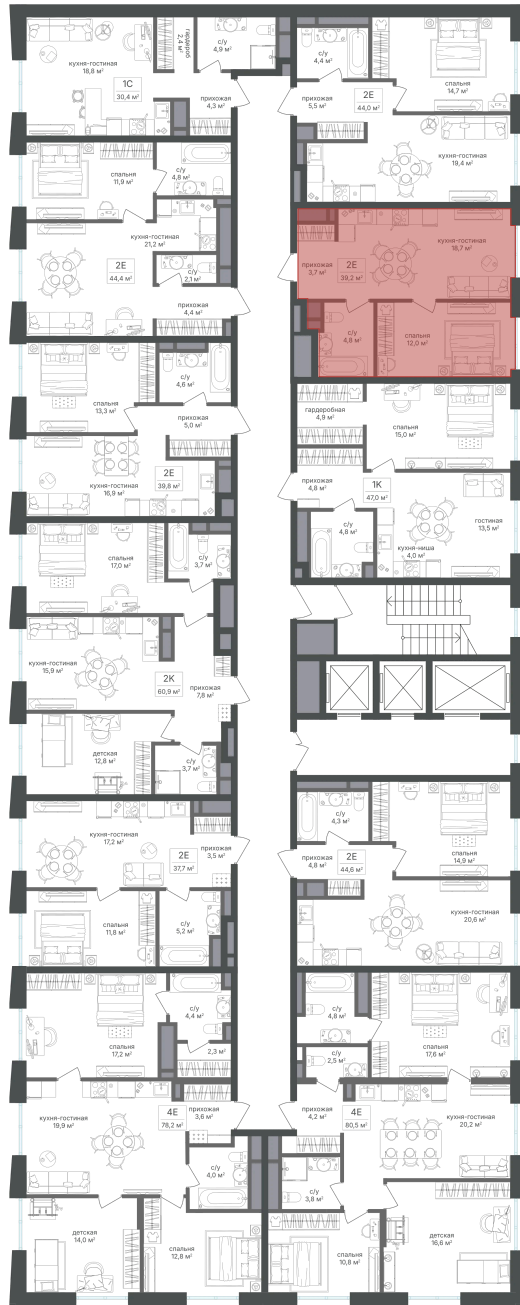 кухня-гостиная
18,8 м²
гардероб
2,4 м²
с/у
4,9 м²
1С
30,4 м²
прихожая
4,3 м²
с/у
4,4 м²
спальня
14,7 м²
прихожая
5,5 м²
2Е
44,0 м²
кухня-гостиная
19,4 м²
спальня
11,9 м²
с/у
4,8 м²
кухня-гостиная
21,2 м²
2Е
44,4 м²
с/у
2,1 м²
прихожая
4,4 м²
кухня-гостиная
18,7 м²
прихожая
3,7 м²
2Е
39,2 м²
с/у
4,8 м²
спальня
12,0 м²
с/у
4,6 м²
спальня
13,3 м²
прихожая
5,0 м²
2Е
39,8 м²
кухня-гостиная
16,9 м²
гардеробная
4,9 м²
спальня
15,0 м²
прихожая
4,8 м²
1К
47,0 м²
с/у
4,8 м²
гостиная
13,5 м²
кухня-ниша
4,0 м²
спальня
17,0 м²
с/у
3,7 м²
кухня-гостиная
15,9 м²
2К
60,9 м²
прихожая
7,8 м²
детская
12,8 м²
с/у
3,7 м²
кухня-гостиная
17,2 м²
прихожая
3,5 м²
2Е
37,7 м²
спальня
11,8 м²
с/у
5,2 м²
с/у
4,3 м²
спальня
14,9 м²
прихожая
4,8 м²
2Е
44,6 м²
кухня-гостиная
20,6 м²
с/у
4,4 м²
спальня
17,2 м²
2,3 м²
с/у
4,8 м²
с/у
2,5 м²
спальня
17,6 м²
кухня-гостиная
19,9 м²
4Е
78,2 м²
прихожая
3,6 м²
с/у
4,0 м²
детская
14,0 м²
спальня
12,8 м²
прихожая
4,2 м²
4Е
80,5 м²
кухня-гостиная
20,2 м²
с/у
3,8 м²
спальня
10,8 м²
детская
16,6 м²